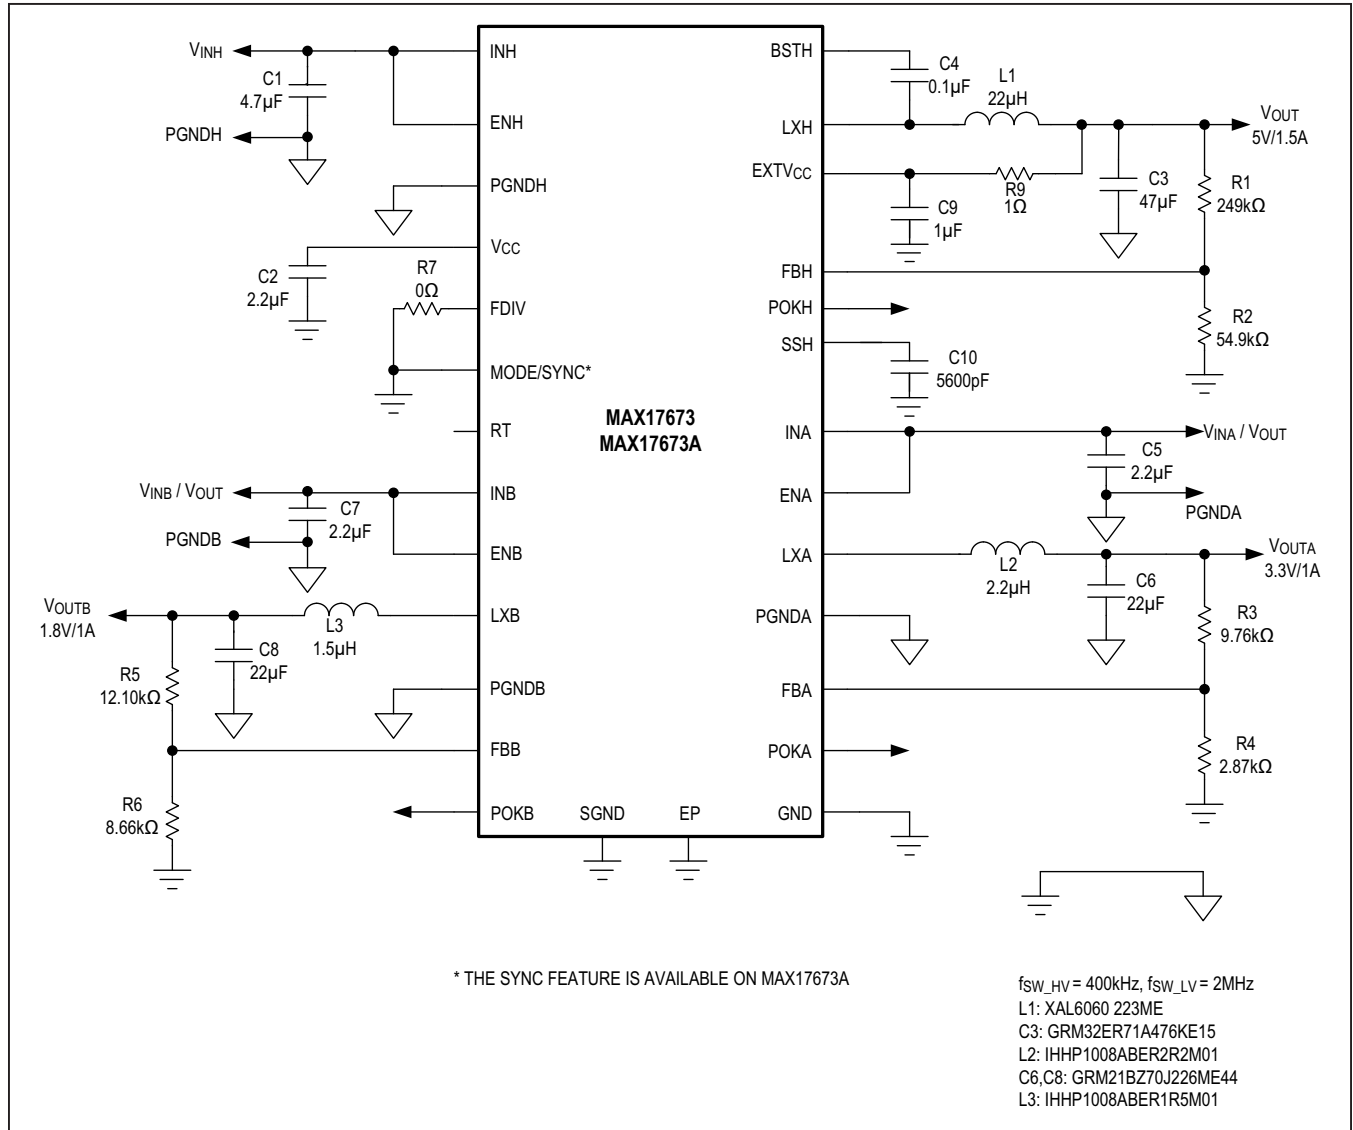 VINH
C1
4.7µF
PGNDH
C2
2.2µF
R7
0Ω
VINB / VOUT
C7
2.2µF
PGNDB
VOUTB
1.8V/1A
L3
1.5µH
C8
22µF
R5
12.10kΩ
R6
8.66kΩ
INH
ENH
PGNDH
VCC
FDIV
MODE/SYNC*
RT
INB
ENB
LXB
PGNDB
FBB
POKB
MAX17673
MAX17673A
SGND
EP
BSTH
LXH
EXTVCC
FBH
POKH
SSH
INA
ENA
LXA
PGNDA
FBA
POKA
GND
C4
0.1µF
L1
22µH
VOUT
5V/1.5A
R9
1Ω
C9
1µF
C3
47µF
R1
249kΩ
R2
54.9kΩ
C10
5600pF
VINA / VOUT
C5
2.2µF
PGNDA
L2
2.2µH
VOUTA
3.3V/1A
C6
22µF
R3
9.76kΩ
R4
2.87kΩ
* THE SYNC FEATURE IS AVAILABLE ON MAX17673A
fSW_HV = 400kHz, fSW_LV = 2MHz
L1: XAL6060 223ME
C3: GRM32ER71A476KE15
L2: IHHP1008ABER2R2M01
C6,C8: GRM21BZ70J226ME44
L3: IHHP1008ABER1R5M01